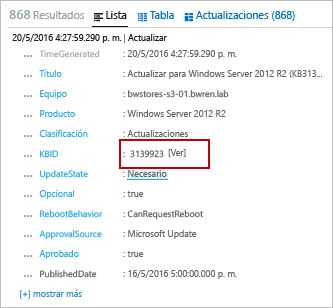 868 Resultados Lista Tabla Actualizaciones (868)
20/5/2016 4:27:59.290 p. m. | Actualizar
... TimeGenerated : 20/5/2016 4:27:59.290 p. m.
... Título : Actualizar para Windows Server 2012 R2 (KB313...
... Equipo : bwstores-s3-01.bwren.lab
... Producto : Windows Server 2012 R2
... Clasificación : Actualizaciones
... KBID : 3139923 [Ver]
... UpdateState : Necesario
... Opcional : true
... RebootBehavior : CanRequestReboot
... ApprovalSource : Microsoft Update
... Aprobado : true
... PublishedDate : 16/5/2016 5:00:00.000 p. m.
[+] mostrar más